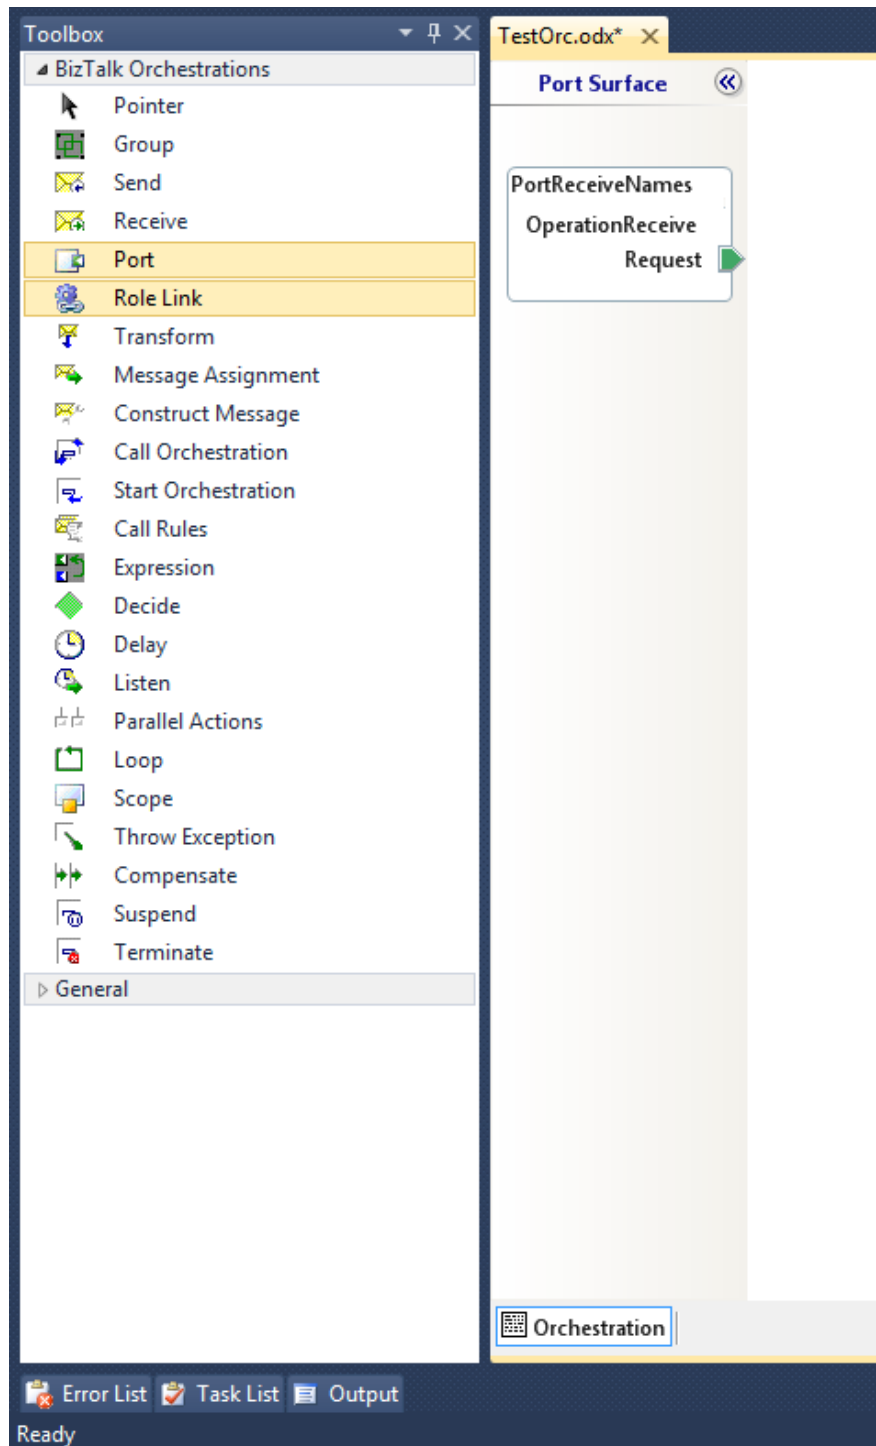 Toolbox
BizTalk Orchestrations
Pointer
Group
Send
Receive
Port
Role Link
Transform
Message Assignment
Construct Message
Call Orchestration
Start Orchestration
Call Rules
Expression
Decide
Delay
Listen
Parallel Actions
Loop
Scope
Throw Exception
Compensate
Suspend
Terminate
General
TestOrc.odx*
Port Surface
PortReceiveNames
OperationReceive
Request
Orchestration
Error List Task List Output
Ready